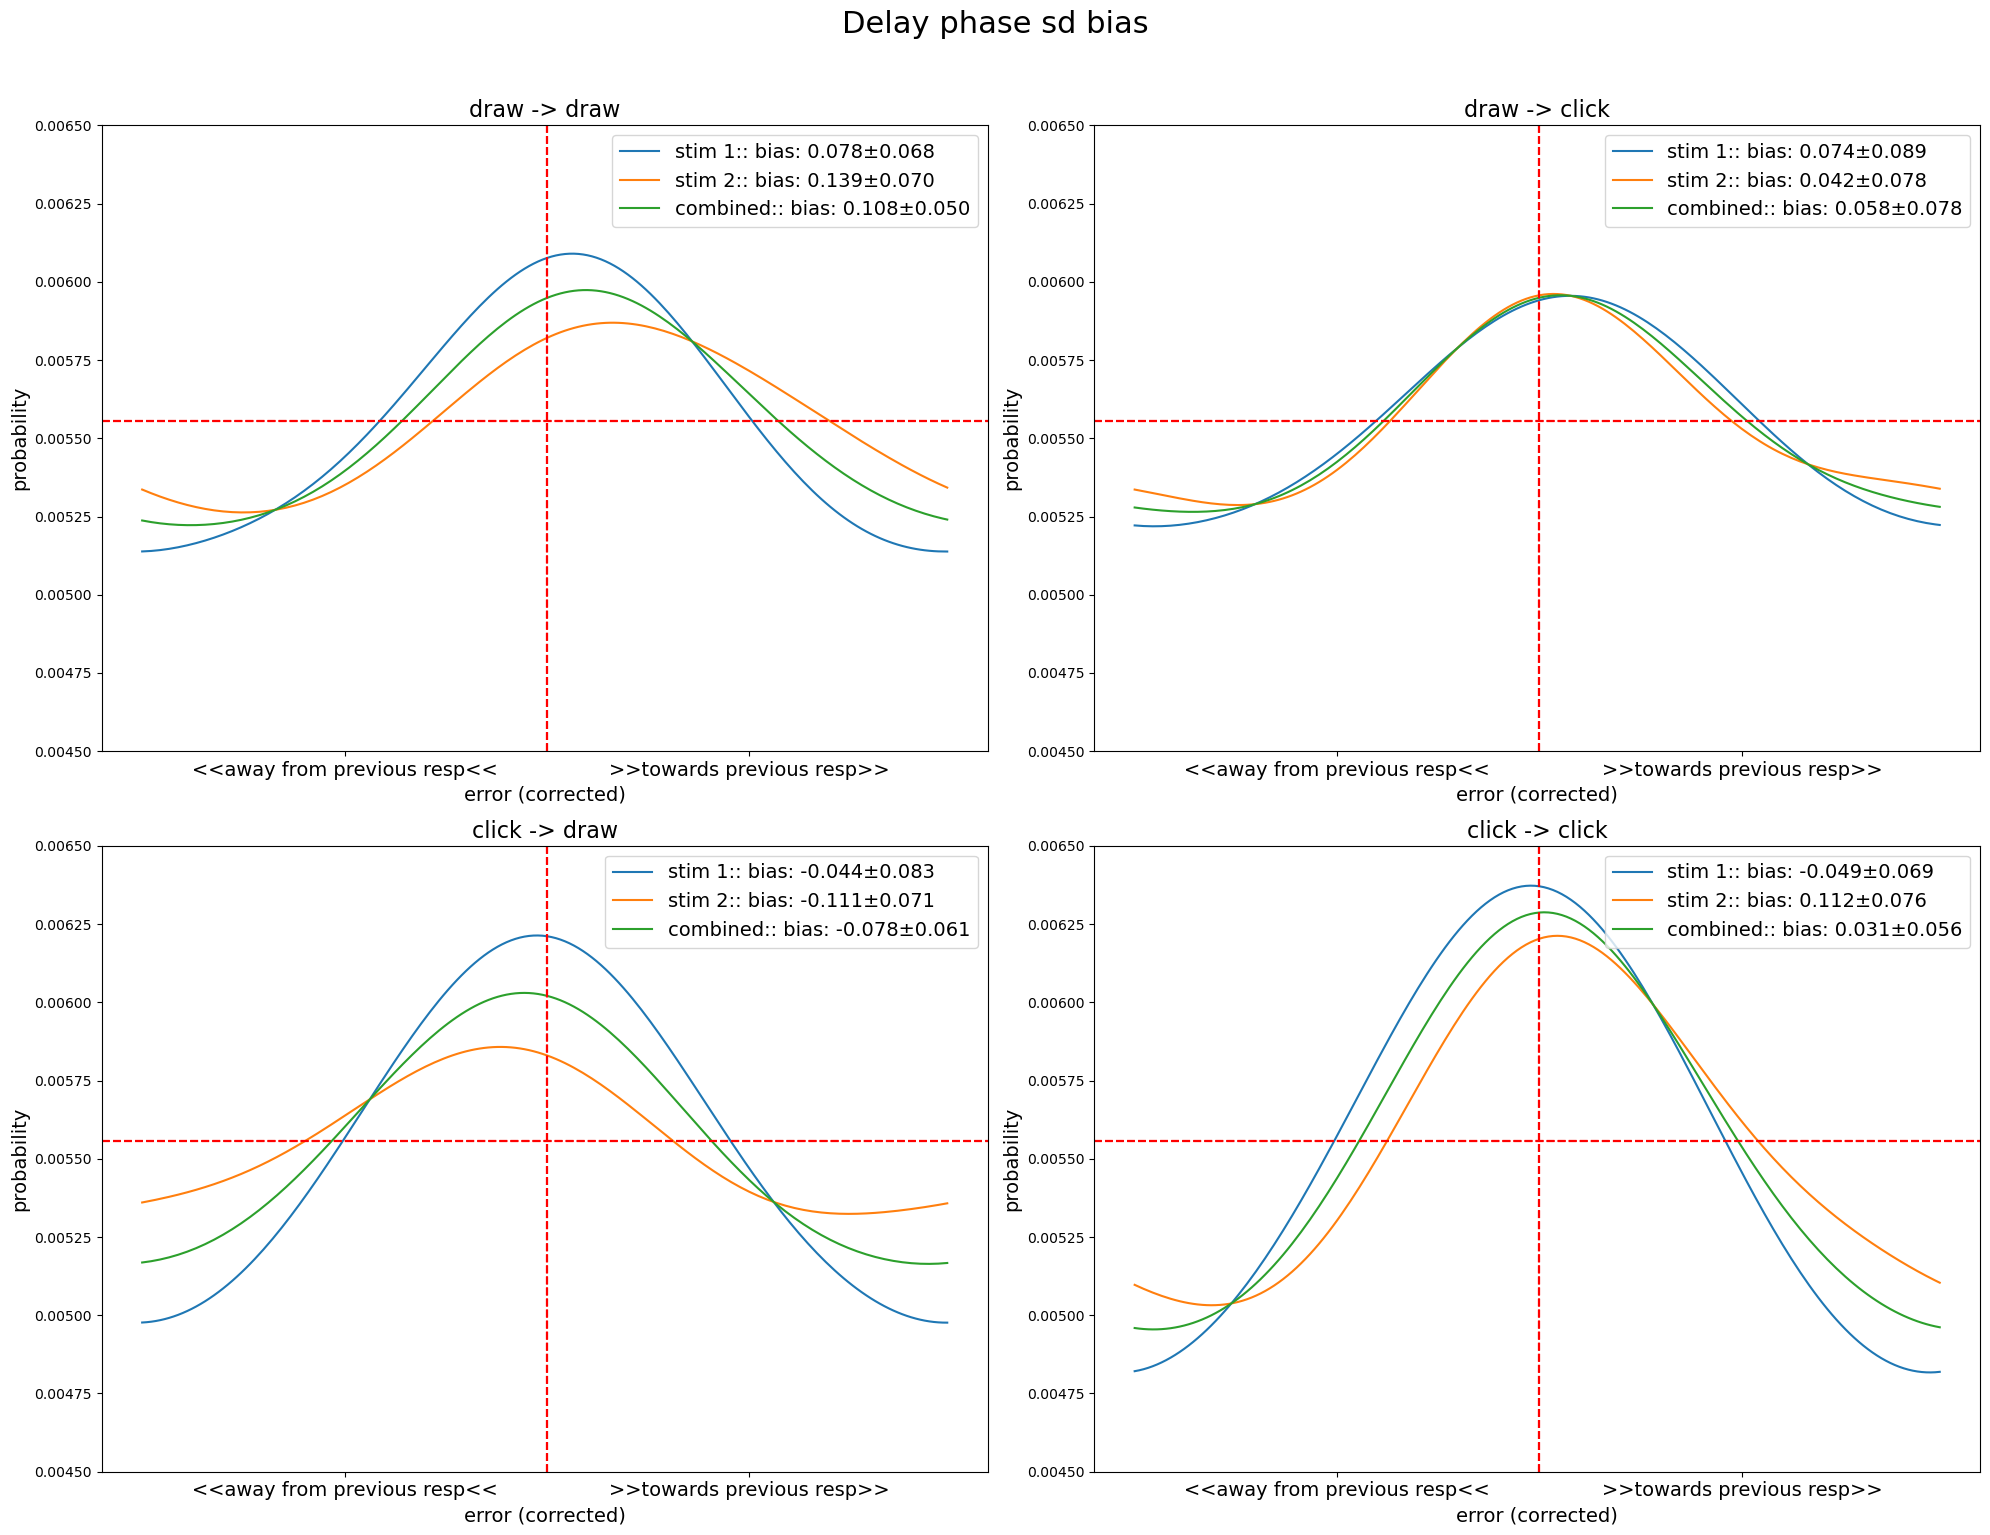 Delay phase sd bias
draw -> draw
0.00650
0.00625
0.00600
0.00575
0.00550
0.00525
0.00500
0.00475
0.00450
probability
stim 1:: bias: 0.078±0.068
stim 2:: bias: 0.139±0.070
combined:: bias: 0.108±0.050
<<away from previous resp<<
>>towards previous resp>>
error (corrected)
draw -> click
0.00650
0.00625
0.00600
0.00575
0.00550
0.00525
0.00500
0.00475
0.00450
probability
stim 1:: bias: 0.074±0.089
stim 2:: bias: 0.042±0.078
combined:: bias: 0.058±0.078
<<away from previous resp<<
>>towards previous resp>>
error (corrected)
click -> draw
0.00650
0.00625
0.00600
0.00575
0.00550
0.00525
0.00500
0.00475
0.00450
probability
stim 1:: bias: -0.044±0.083
stim 2:: bias: -0.111±0.071
combined:: bias: -0.078±0.061
<<away from previous resp<<
>>towards previous resp>>
error (corrected)
click -> click
0.00650
0.00625
0.00600
0.00575
0.00550
0.00525
0.00500
0.00475
0.00450
probability
stim 1:: bias: -0.049±0.069
stim 2:: bias: 0.112±0.076
combined:: bias: 0.031±0.056
<<away from previous resp<<
>>towards previous resp>>
error (corrected)